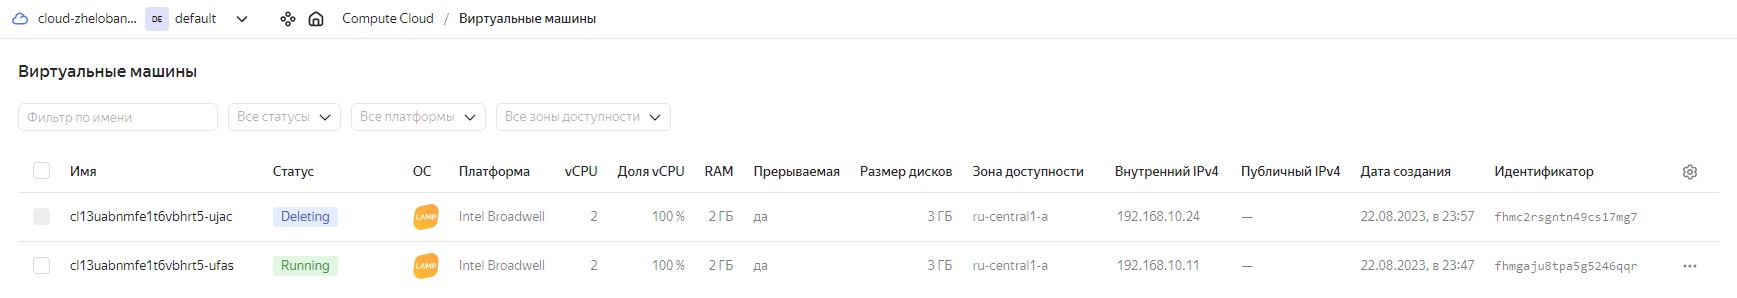 cloud-zheloban... DE default Compute Cloud / Виртуальные машины
Виртуальные машины
Фильтр по имени Все статусы Все платформы Все зоны доступности
Имя Статус ОС Платформа vCPU Доля vCPU RAM Прерываемая Размер дисков Зона доступности Внутренний IPv4 Публичный IPv4 Дата создания Идентификатор
cl13uabnmfe1t6vbhrt5-ujac Deleting LAMP Intel Broadwell 2 100 % 2 ГБ да 3 ГБ ru-central1-a 192.168.10.24 — 22.08.2023, в 23:57 fhmc2rsgntn49cs17mg7
cl13uabnmfe1t6vbhrt5-ufas Running LAMP Intel Broadwell 2 100 % 2 ГБ да 3 ГБ ru-central1-a 192.168.10.11 — 22.08.2023, в 23:47 fhmgaju8tpa5g5246qqr